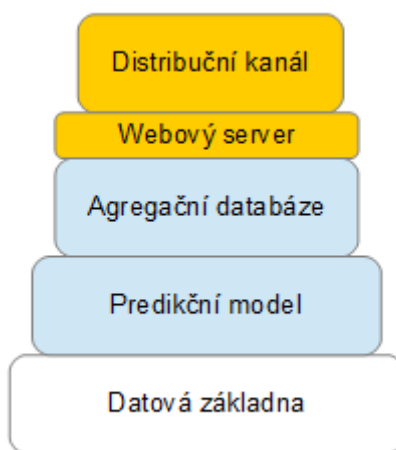 Distribuční kanál
Webový server
Agregační databáze
Predikční model
Datová základna